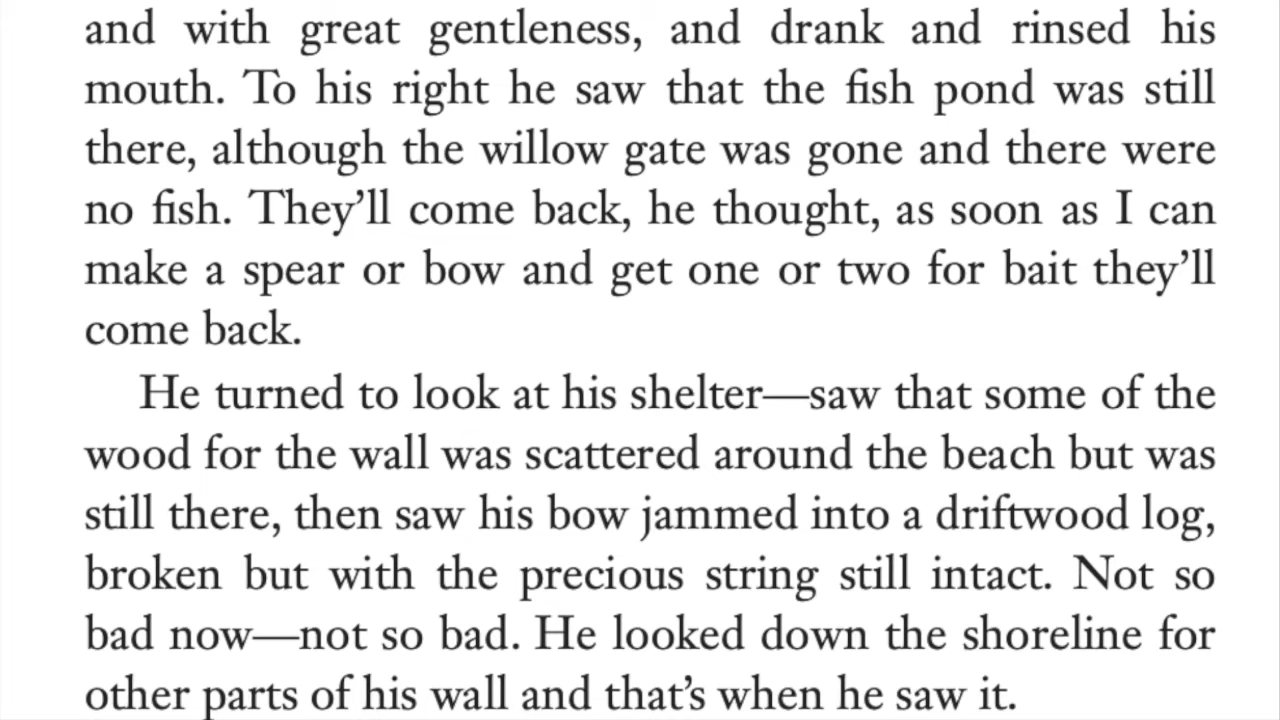 and with great gentleness, and drank and rinsed his
mouth. To his right he saw that the fish pond was still
there, although the willow gate was gone and there were
no fish. They’ll come back, he thought, as soon as I can
make a spear or bow and get one or two for bait they’ll
come back.
He turned to look at his shelter—saw that some of the
wood for the wall was scattered around the beach but was
still there, then saw his bow jammed into a driftwood log,
broken but with the precious string still intact. Not so
bad now—not so bad. He looked down the shoreline for
other parts of his wall and that’s when he saw it.